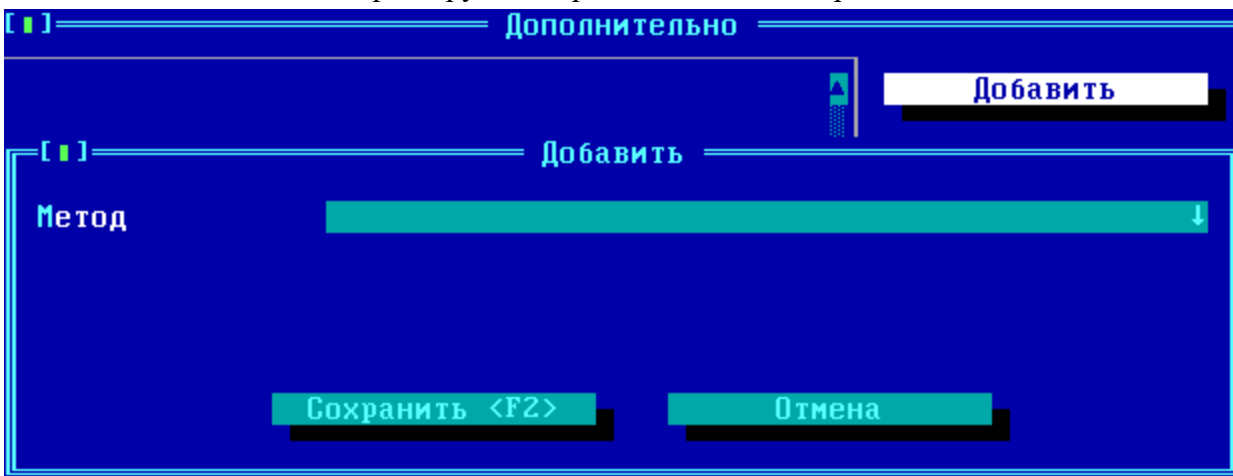 [▮] Дополнительно
Добавить
[▮] Добавить
Метод
Сохранить <F2> Отмена